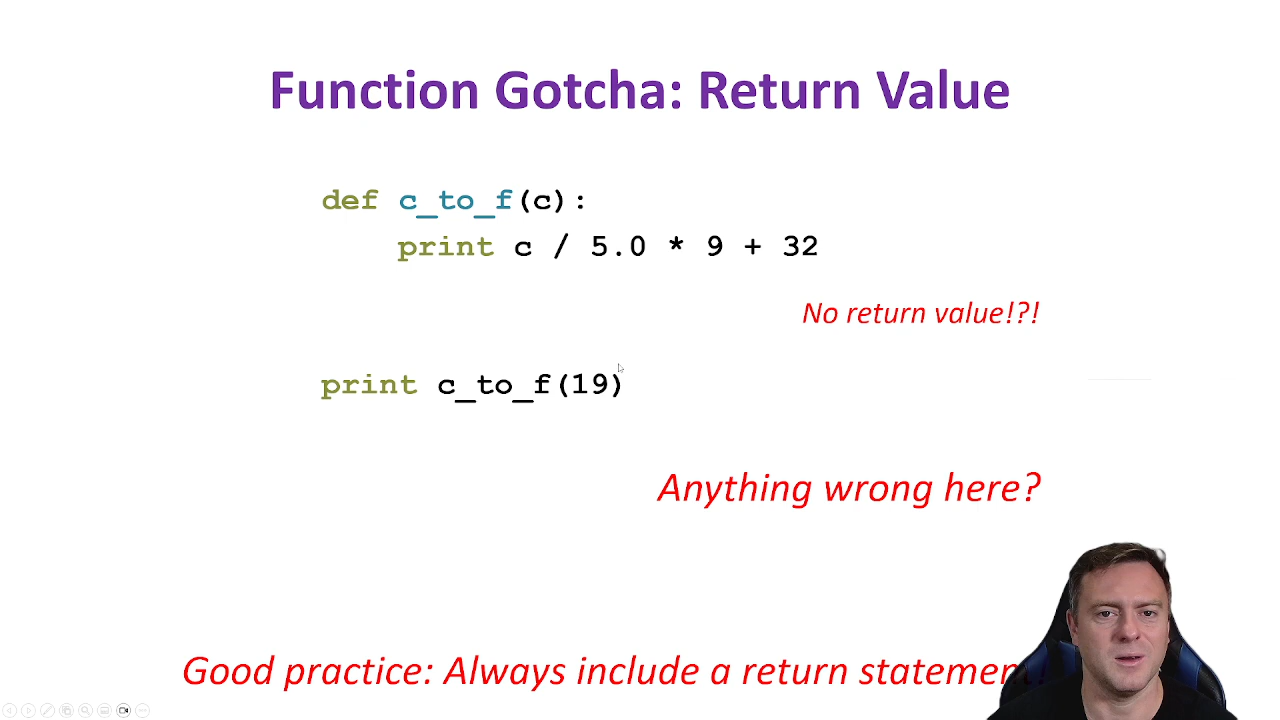 Function Gotcha: Return Value
def c_to_f(c):
    print c / 5.0 * 9 + 32
No return value!?!
print c_to_f(19)
Anything wrong here?
Good practice: Always include a return statement!